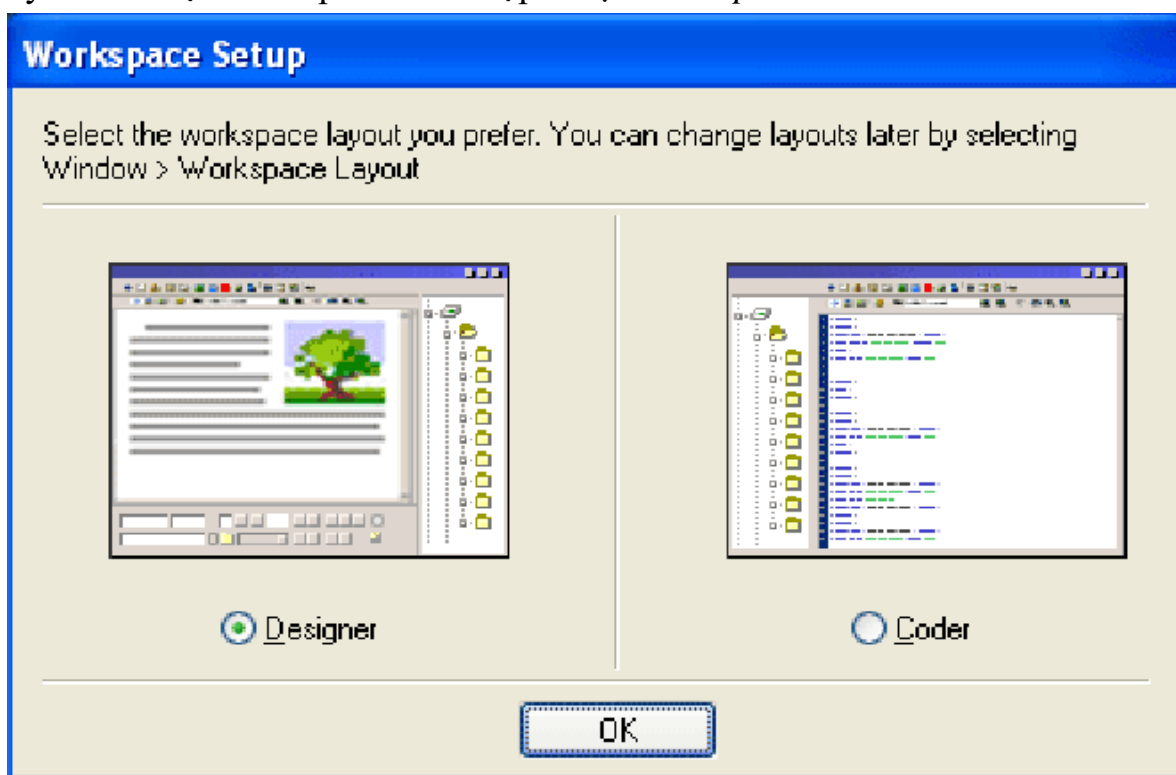 Workspace Setup
Select the workspace layout you prefer. You can change layouts later by selecting
Window > Workspace Layout
Designer
Coder
OK